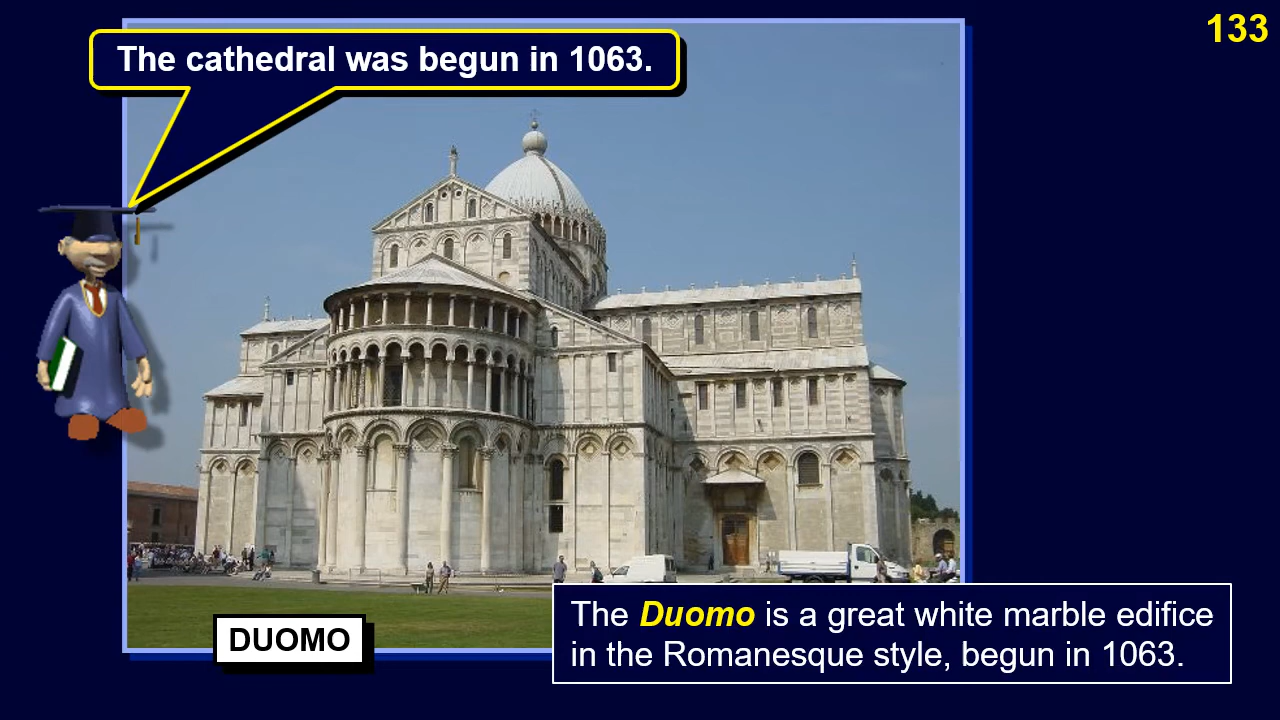 133
The cathedral was begun in 1063.
The Duomo is a great white marble edifice
in the Romanesque style, begun in 1063.
DUOMO